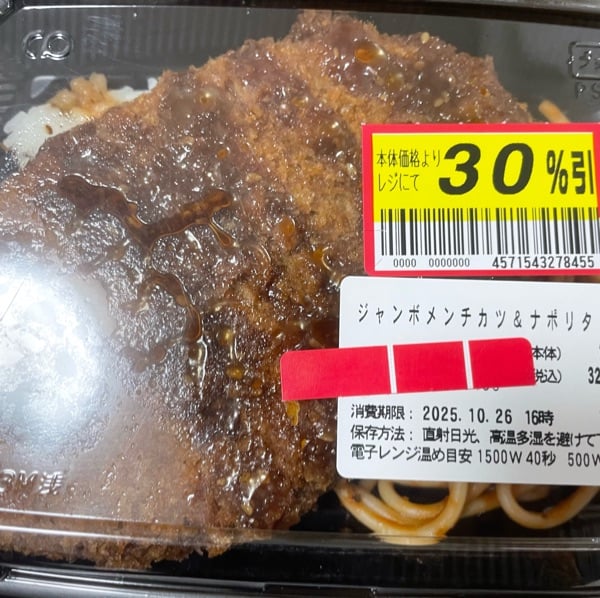 本体価格より
レジにて
30%引
0000 0000000 4571543278455
ジャンボメンチカツ&ナポリタ
本体)
税込) 32
消費期限: 2025.10.26 16時
保存方法: 直射日光、高温多湿を避けて
電子レンジ温め目安 1500W 40秒 500W
PS